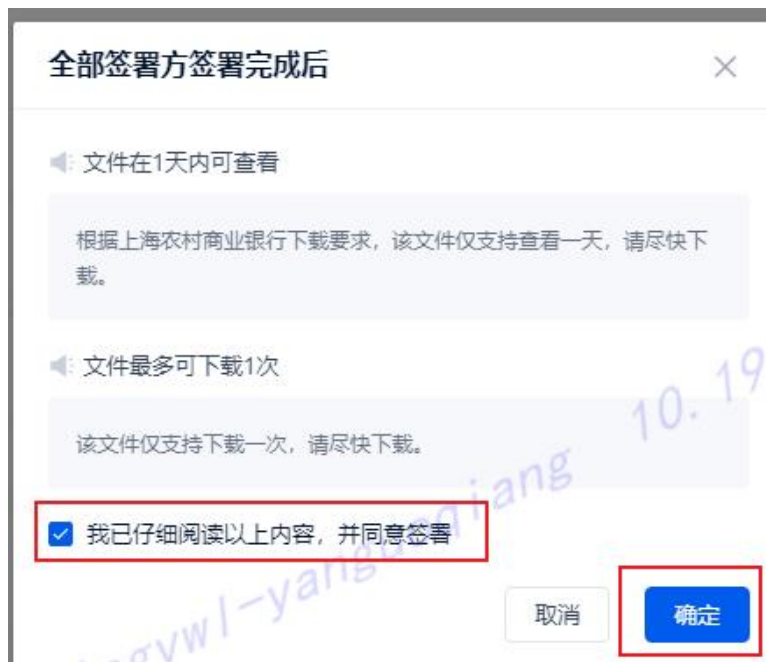 全部签署方签署完成后
文件在1天内可查看
根据上海农村商业银行下载要求，该文件仅支持查看一天，请尽快下
载。
文件最多可下载1次
该文件仅支持下载一次，请尽快下载。
10.19
我已仔细阅读以上内容，并同意签署
取消
确定